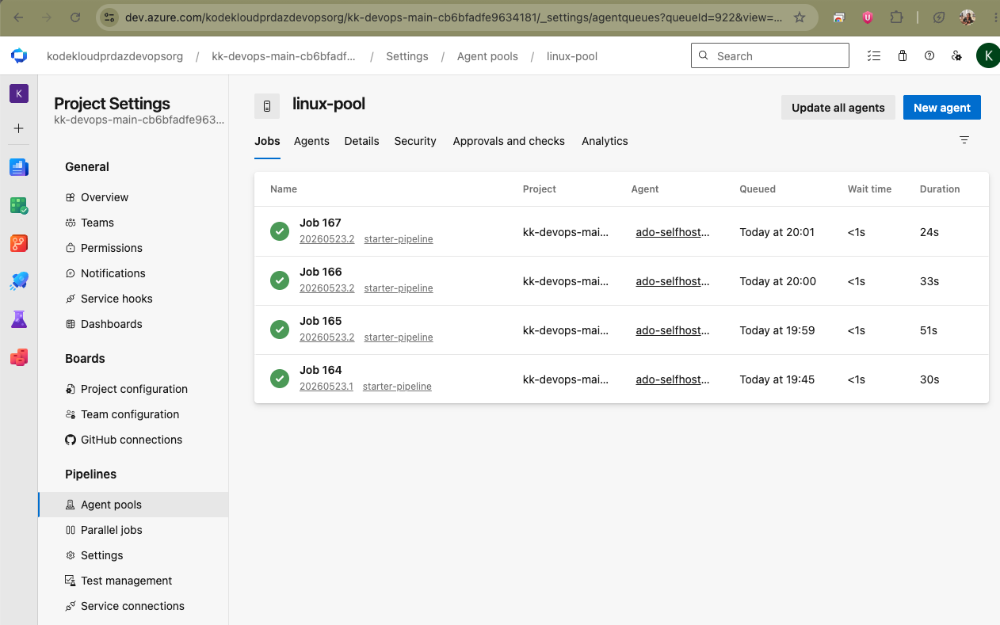 dev.azure.com/kodekloudprdazdevopsorg/kk-devops-main-cb6bfadfe9634181/_settings/agentqueues?queueId=922&view=...
kodekloudprdazdevopsorg / kk-devops-main-cb6bfadf... / Settings / Agent pools / linux-pool
Search
K
K
Project Settings
kk-devops-main-cb6bfadfe963...
General
Overview
Teams
Permissions
Notifications
Service hooks
Dashboards
Boards
Project configuration
Team configuration
GitHub connections
Pipelines
Agent pools
Parallel jobs
Settings
Test management
Service connections
linux-pool
Update all agents
New agent
Jobs Agents Details Security Approvals and checks Analytics
Name Project Agent Queued Wait time Duration
Job 167
20260523.2 starter-pipeline
kk-devops-mai... ado-selfhost... Today at 20:01 <1s 24s
Job 166
20260523.2 starter-pipeline
kk-devops-mai... ado-selfhost... Today at 20:00 <1s 33s
Job 165
20260523.2 starter-pipeline
kk-devops-mai... ado-selfhost... Today at 19:59 <1s 51s
Job 164
20260523.1 starter-pipeline
kk-devops-mai... ado-selfhost... Today at 19:45 <1s 30s